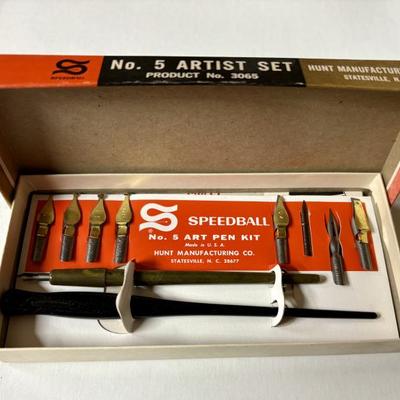 No. 5 ARTIST SET
PRODUCT No. 3065
SPEEDBALL
HUNT MANUFACTURING
STATESVILLE, N.
SPEEDBALL
®
No. 5 ART PEN KIT
Made in U. S. A.
HUNT MANUFACTURING CO.
STATESVILLE, N. C. 28677